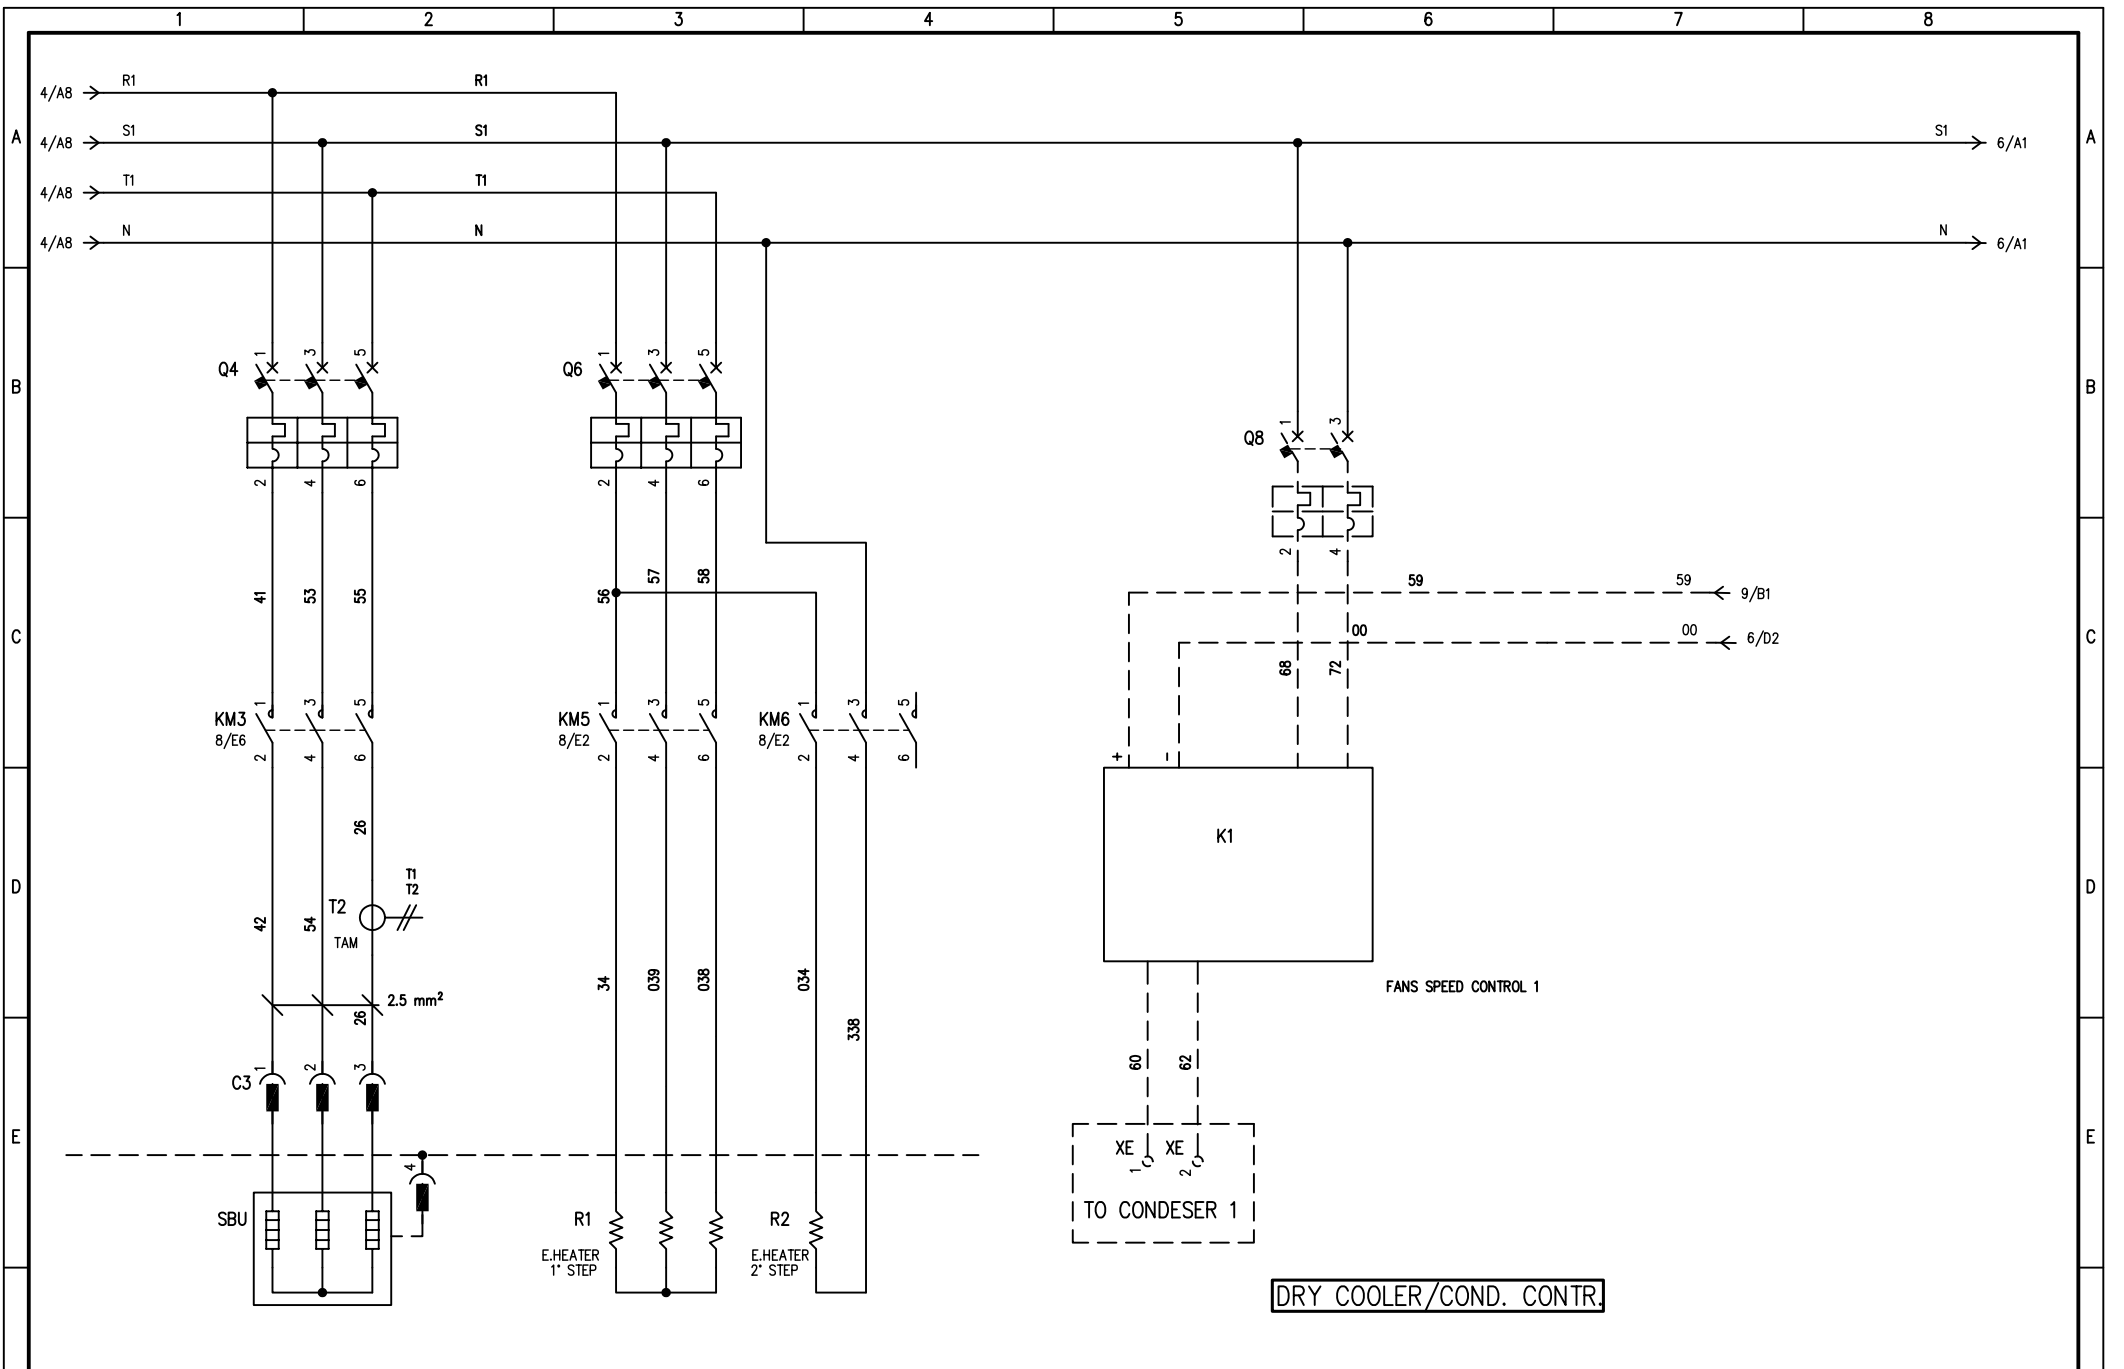 1 2 3 4 5 6 7 8
4/A8 R1 R1
A 4/A8 S1 S1 S1 6/A1 A
4/A8 T1 T1
4/A8 N N N 6/A1
1 3 5 1 3 5
Q4 Q6
B B
1 3
Q8
2 4 6 2 4 6
2 4
57 58
41 53 55 56 59 59 9/B1
C 00 00 6/D2 C
68 72
1 3 5 1 3 5 1 3 5
KM3 KM5 KM6
8/E6 8/E2 8/E2
2 4 6 2 4 6 2 4 6
+ -
26 K1
D T1 D
T2
T2
42 54
TAM
34 039 038 034
FANS SPEED CONTROL 1
2.5 mm²
26 338
60 62
1 2 3
C3
E E
XE XE
4 1 2
SBU R1 R2 TO CONDESER 1
E.HEATER E.HEATER
1° STEP 2° STEP
DRY COOLER/COND. CONTR.